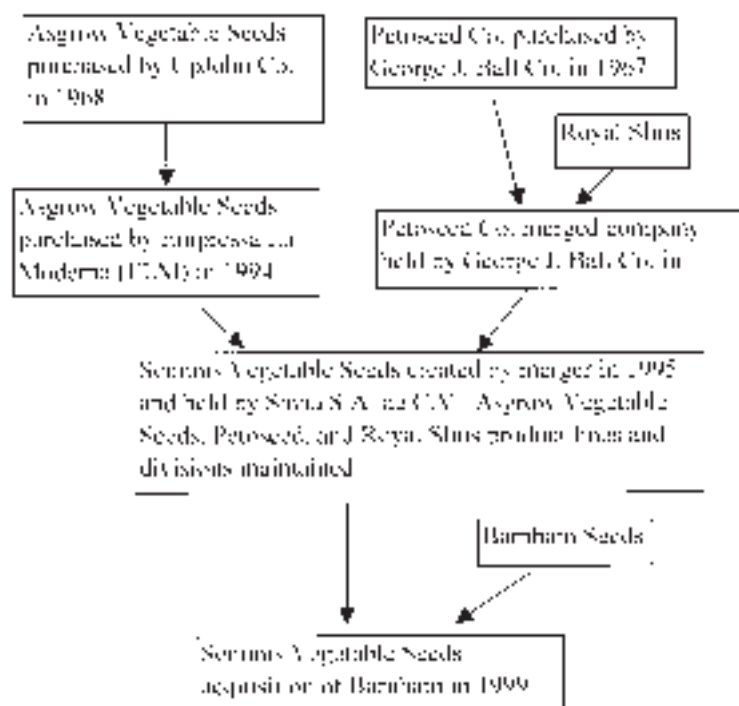 Asgrow Vegetable Seeds
purchased by UpJohn Co.
in 1968
Petoseed Co. purchased by
George J. Ball Co. in 1967
Royal Sluis
Asgrow Vegetable Seeds
purchased by
Moderna (ELM) in 1994
Petoseed Co. merged company
held by George J. Ball Co. in
Seminis Vegetable Seeds created by merger in 1995
and held by Savia S.A. de C.V. Asgrow Vegetable
Seeds, Petoseed, and Royal Sluis product lines and
divisions maintained
Barnham Seeds
Seminis Vegetable Seeds
acquisition of Barnham in 1999